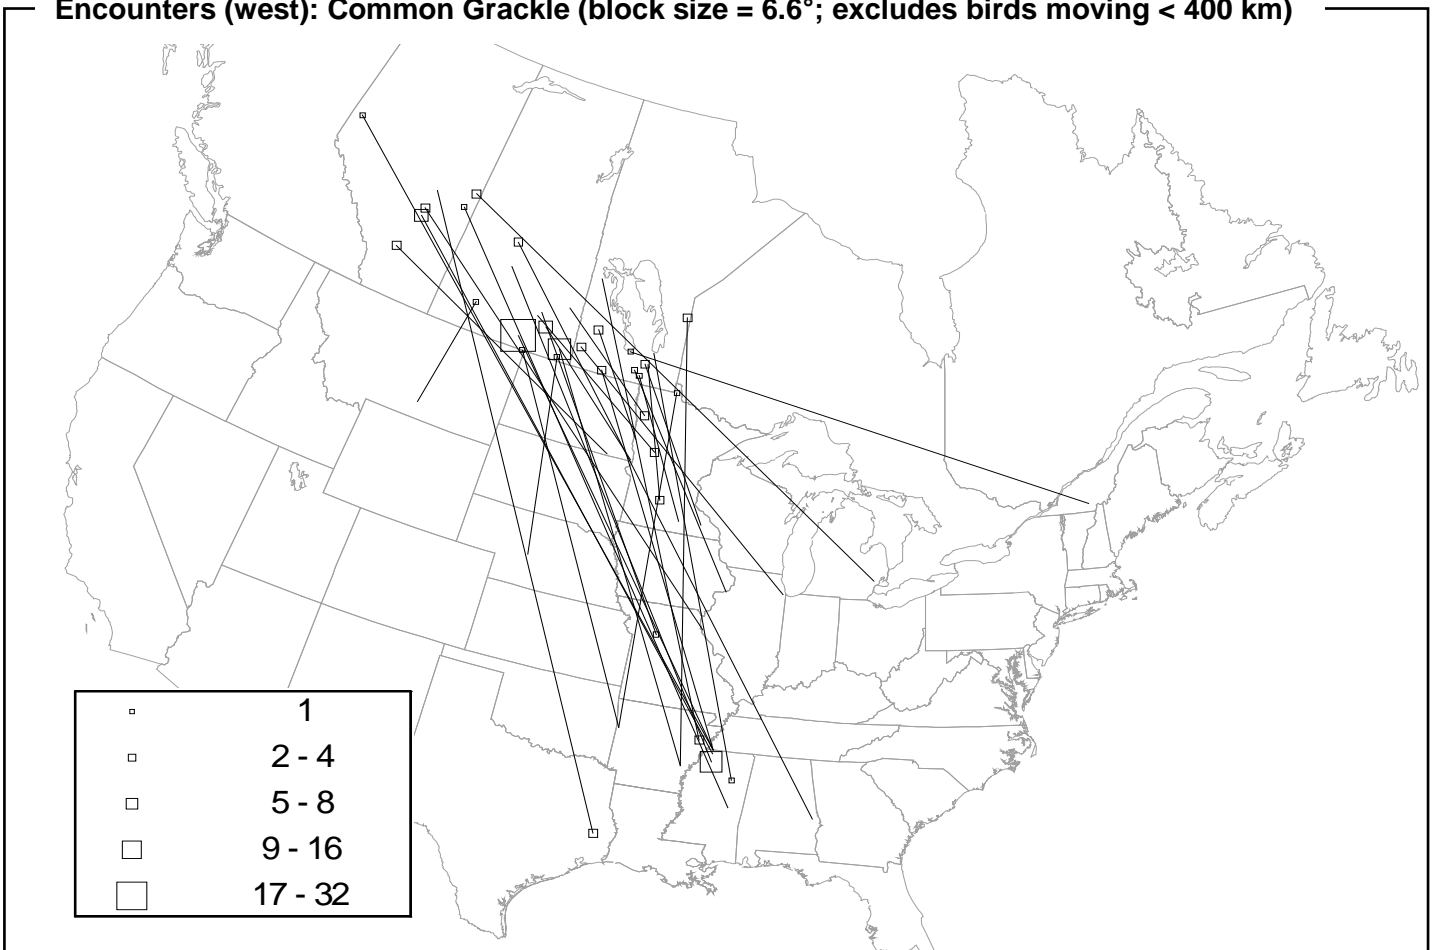 Encounters (west): Common Grackle (block size = 6.6°; excludes birds moving < 400 km)
1
2 - 4
5 - 8
9 - 16
17 - 32